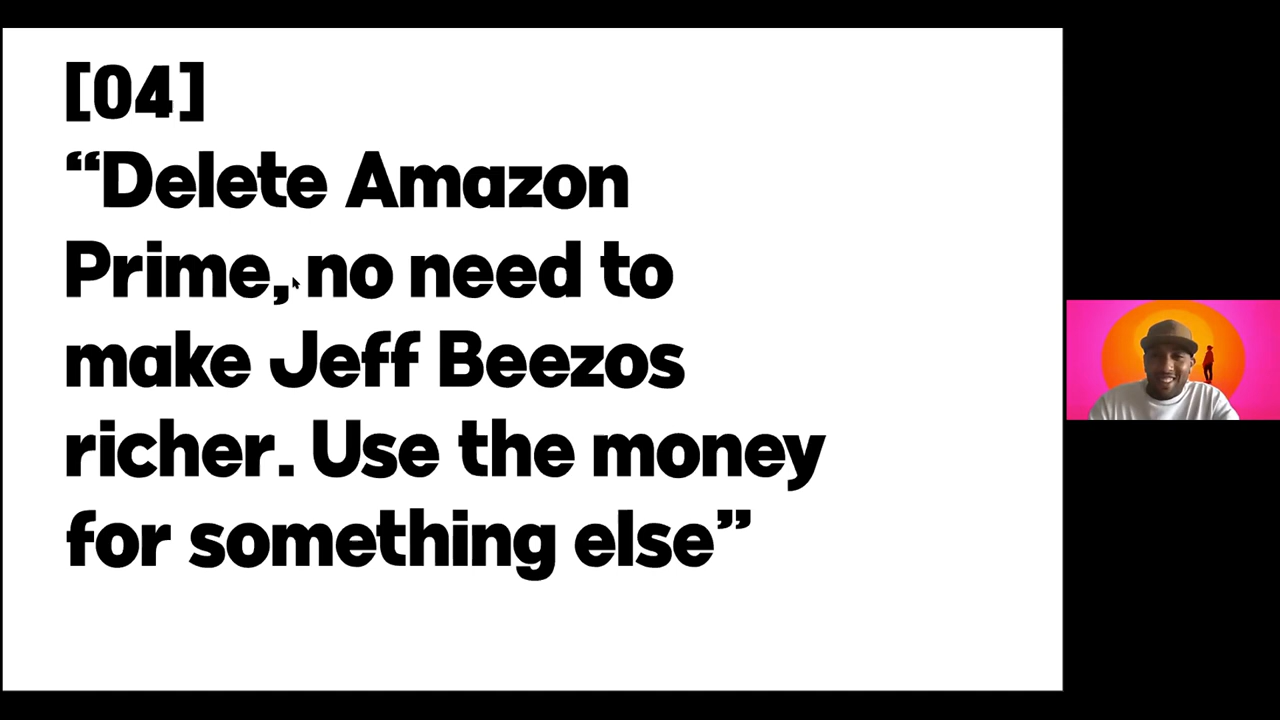 [04]
“Delete Amazon
Prime, no need to
make Jeff Beezos
richer. Use the money
for something else”